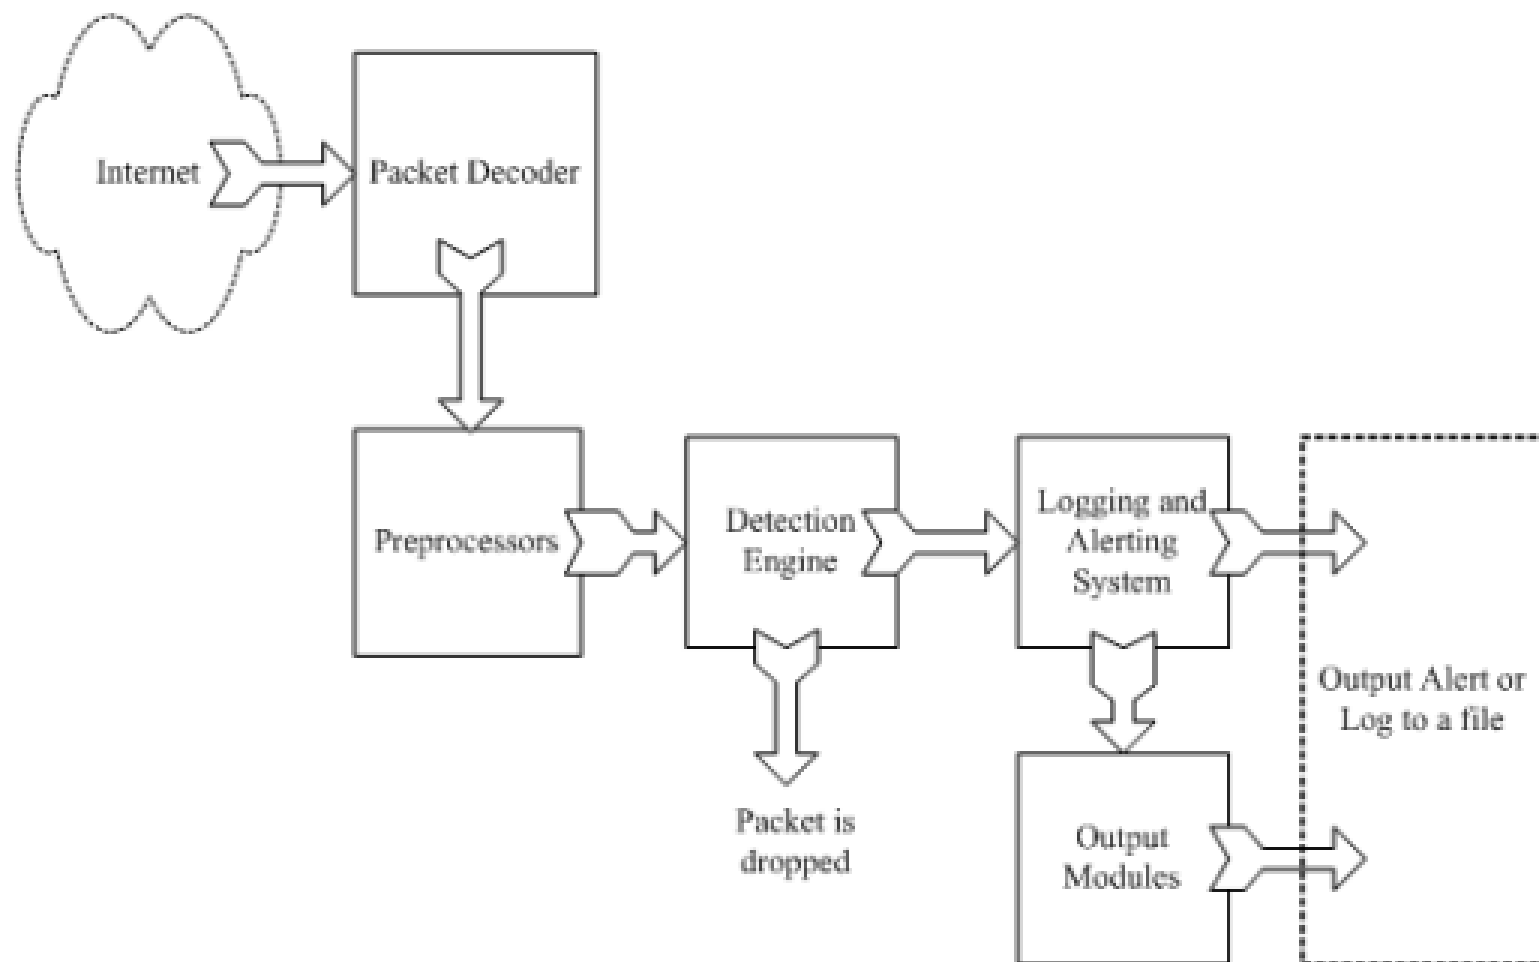 Internet
Packet Decoder
Preprocessors
Detection
Engine
Logging and
Alerting
System
Output Alert or
Log to a file
Packet is
dropped
Output
Modules